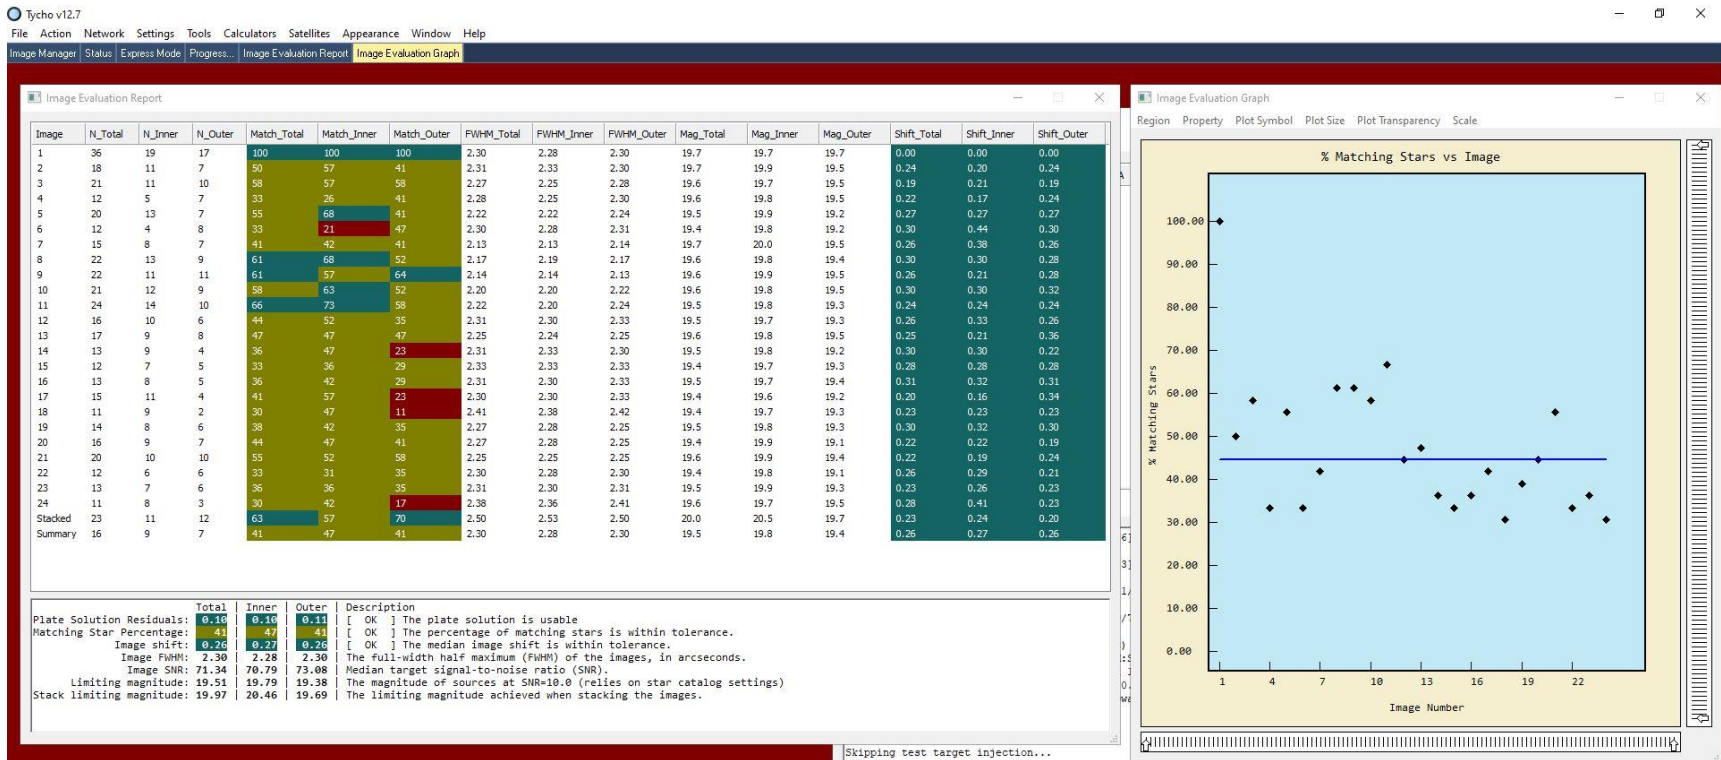 Tycho v12.7
File Action Network Settings Tools Calculators Satellites Appearance Window Help
Image Manager Status Express Mode Progress... Image Evaluation Report Image Evaluation Graph
Image Evaluation Report
Image N_Total N_Inner N_Outer Match_Total Match_Inner Match_Outer FWHM_Total FWHM_Inner FWHM_Outer Mag_Total Mag_Inner Mag_Outer Shift_Total Shift_Inner Shift_Outer
1 36 19 17 100 100 100 2.30 2.28 2.30 19.7 19.7 19.7 0.00 0.00 0.00
2 18 11 7 50 57 41 2.31 2.33 2.30 19.7 19.9 19.5 0.24 0.20 0.24
3 21 11 10 58 57 58 2.27 2.25 2.28 19.6 19.7 19.5 0.19 0.21 0.19
4 12 5 7 33 26 41 2.28 2.25 2.30 19.6 19.8 19.5 0.22 0.17 0.24
5 20 13 7 55 68 41 2.22 2.22 2.24 19.5 19.9 19.2 0.27 0.27 0.27
6 12 4 8 33 21 47 2.30 2.28 2.31 19.4 19.8 19.2 0.30 0.44 0.30
7 15 8 7 41 42 41 2.13 2.13 2.14 19.7 20.0 19.5 0.26 0.38 0.26
8 22 13 9 61 68 52 2.17 2.19 2.17 19.6 19.8 19.4 0.30 0.30 0.28
9 22 11 11 61 57 64 2.14 2.14 2.13 19.6 19.9 19.5 0.26 0.21 0.28
10 21 12 9 58 63 52 2.20 2.20 2.22 19.6 19.8 19.5 0.30 0.30 0.32
11 24 14 10 66 73 58 2.22 2.20 2.24 19.5 19.8 19.3 0.24 0.24 0.24
12 16 10 6 44 52 35 2.31 2.30 2.33 19.5 19.7 19.3 0.26 0.33 0.26
13 17 9 8 47 47 47 2.25 2.24 2.25 19.6 19.8 19.5 0.25 0.21 0.36
14 13 9 4 36 47 23 2.31 2.33 2.30 19.5 19.8 19.2 0.30 0.30 0.22
15 12 7 5 33 36 29 2.33 2.33 2.33 19.4 19.7 19.3 0.28 0.28 0.28
16 13 8 5 36 42 29 2.31 2.30 2.33 19.5 19.7 19.4 0.31 0.32 0.31
17 15 11 4 41 57 23 2.30 2.30 2.33 19.4 19.6 19.2 0.20 0.16 0.34
18 11 9 2 30 47 11 2.41 2.38 2.42 19.4 19.7 19.3 0.23 0.23 0.23
19 14 8 6 38 42 35 2.27 2.28 2.25 19.5 19.8 19.3 0.30 0.32 0.30
20 16 9 7 44 47 41 2.27 2.28 2.25 19.4 19.9 19.1 0.22 0.22 0.19
21 20 10 10 55 52 58 2.25 2.25 2.25 19.6 19.9 19.4 0.22 0.19 0.24
22 12 6 6 33 31 35 2.30 2.28 2.30 19.4 19.8 19.1 0.26 0.29 0.21
23 13 7 6 36 36 35 2.31 2.30 2.31 19.5 19.9 19.3 0.23 0.26 0.23
24 11 8 3 30 42 17 2.38 2.36 2.41 19.6 19.7 19.5 0.28 0.41 0.23
Stacked 23 11 12 63 57 70 2.50 2.53 2.50 20.0 20.5 19.7 0.23 0.24 0.20
Summary 16 9 7 41 47 41 2.30 2.28 2.30 19.5 19.8 19.4 0.26 0.27 0.26
Total | Inner | Outer | Description
Plate Solution Residuals: 0.10 | 0.10 | 0.11 | [ OK ] The plate solution is usable
Matching Star Percentage: 41 | 47 | 41 | [ OK ] The percentage of matching stars is within tolerance.
Image shift: 0.26 | 0.27 | 0.26 | [ OK ] The median image shift is within tolerance.
Image FWHM: 2.30 | 2.28 | 2.30 | The full-width half maximum (FWHM) of the images, in arcseconds.
Image SNR: 71.34 | 70.79 | 73.08 | Median target signal-to-noise ratio (SNR).
Limiting magnitude: 19.51 | 19.79 | 19.38 | The magnitude of sources at SNR=10.0 (relies on star catalog settings)
Stack limiting magnitude: 19.97 | 20.46 | 19.69 | The limiting magnitude achieved when stacking the images.
Skipping test target injection...
Image Evaluation Graph
Region Property Plot Symbol Plot Size Plot Transparency Scale
% Matching Stars vs Image
% Matching Stars
100.00
90.00
80.00
70.00
60.00
50.00
40.00
30.00
20.00
10.00
0.00
1 4 7 10 13 16 19 22
Image Number